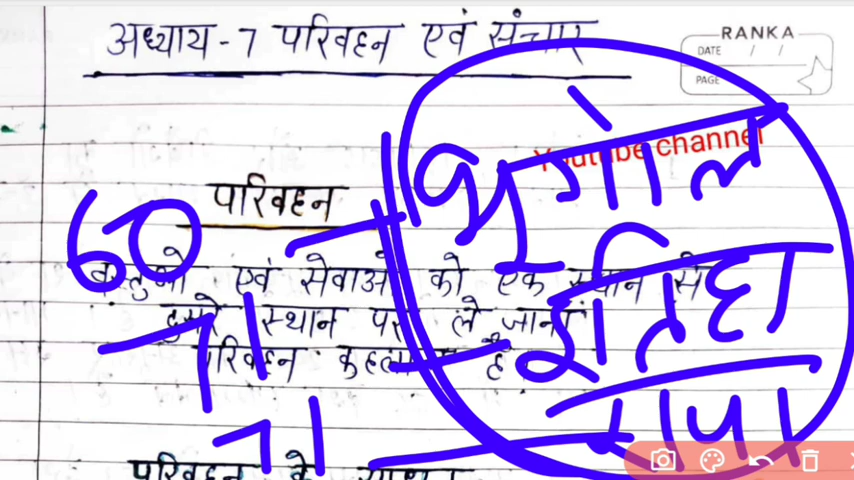 अध्याय - 7 परिवहन एवं संचार
RANKA
DATE / /
PAGE
Youtube channel
भूगोल
परिवहन
60
वस्तुओ एवं सेवाओ को एक स्थान से
दुसरे स्थान पर ले जाना
परिवहन कहलाता है
इतिहा
71
71
परिवहन के साधन